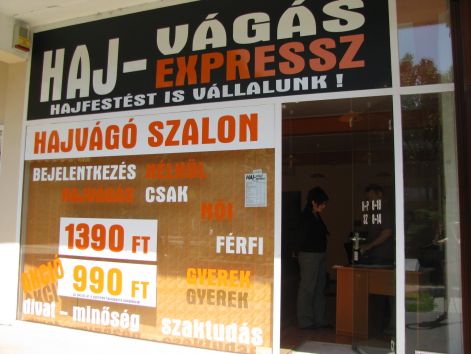 HAJ-VÁGÁS
EXPRESSZ
HAJFESTÉST IS VÁLLALUNK !
HAJVÁGÓ SZALON
BEJELENTKEZÉS NÉLKÜL
HAJVÁGÁS CSAK
NŐI
1390 FT
FÉRFI
AKCIÓ
990 FT
GYEREK
GYEREK
divat - minőség
szaktudás